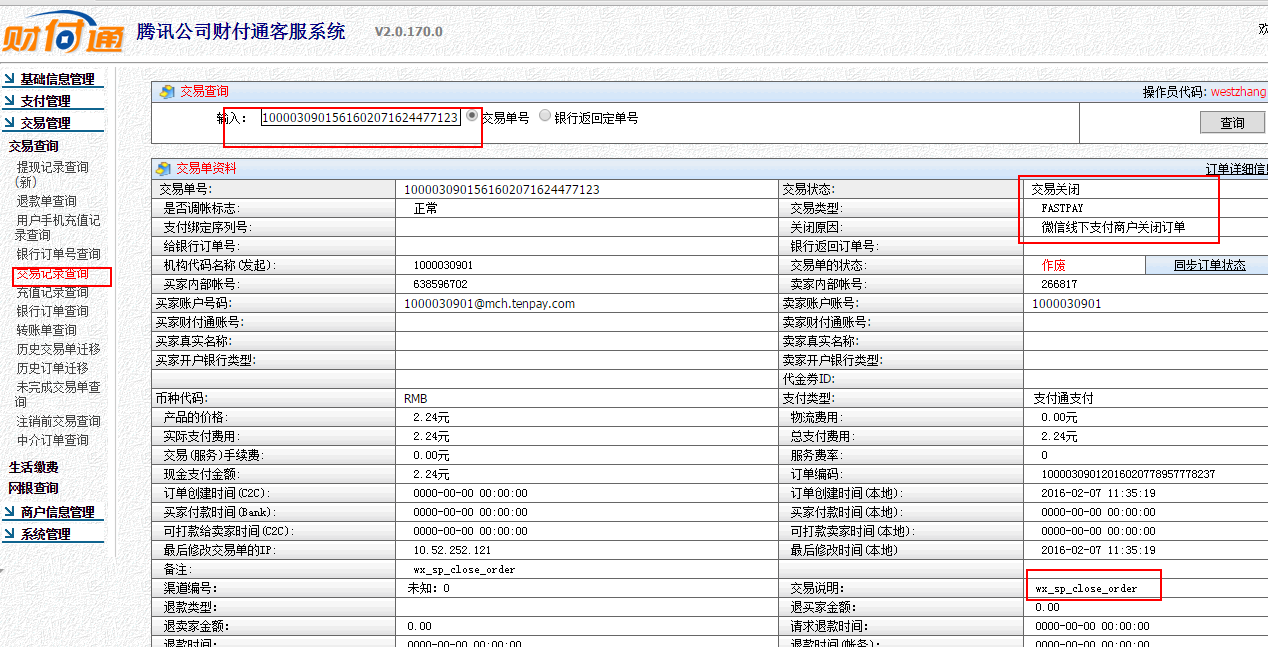 财付通 腾讯公司财付通客服系统 V2.0.170.0 欢
基础信息管理
支付管理
交易管理
交易查询
提现记录查询
(新)
退款单查询
用户手机充值记
录查询
银行订单号查询
交易记录查询
充值记录查询
银行订单查询
转账单查询
历史交易单迁移
历史订单迁移
未完成交易单查
询
注销前交易查询
中介订单查询
生活缴费
网银查询
商户信息管理
系统管理
交易查询 操作员代码: westzhang
输入: 1000030901561602071624477123 交易单号 银行返回定单号 查询
交易单资料 订单详细信息
交易单号: 1000030901561602071624477123 交易状态: 交易关闭
是否调帐标志: 正常 交易类型: FASTPAY
支付绑定序列号: 关闭原因: 微信线下支付商户关闭订单
给银行订单号: 银行返回订单号:
机构代码名称(发起): 1000030901 交易单的状态: 作废 同步订单状态
买家内部帐号: 638596702 卖家内部帐号: 266817
买家账户号码: 1000030901@mch.tenpay.com 卖家账户账号: 1000030901
买家财付通账号: 卖家财付通账号:
买家真实名称: 卖家真实名称:
买家开户银行类型: 卖家开户银行类型:
代金券ID:
币种代码: RMB 支付类型: 支付通支付
产品的价格: 2.24元 物流费用: 0.00元
实际支付费用: 2.24元 总支付费用: 2.24元
交易(服务)手续费: 0.00元 服务费率: 0
现金支付金额: 2.24元 订单编码: 10000309012016020778957778237
订单创建时间(C2C): 0000-00-00 00:00:00 订单创建时间(本地): 2016-02-07 11:35:19
买家付款时间(Bank): 0000-00-00 00:00:00 买家付款时间(本地): 0000-00-00 00:00:00
可打款给卖家时间(C2C): 0000-00-00 00:00:00 可打款卖家时间(本地): 0000-00-00 00:00:00
最后修改交易单的IP: 10.52.252.121 最后修改时间(本地) 2016-02-07 11:35:19
备注: wx_sp_close_order
渠道编号: 未知: 0 交易说明: wx_sp_close_order
退款类型: 退买家金额: 0.00
退卖家金额: 0.00 请求退款时间: 0000-00-00 00:00:00
退款时间: 0000-00-00 00:00:00 退款时间(帐务): 0000-00-00 00:00:00